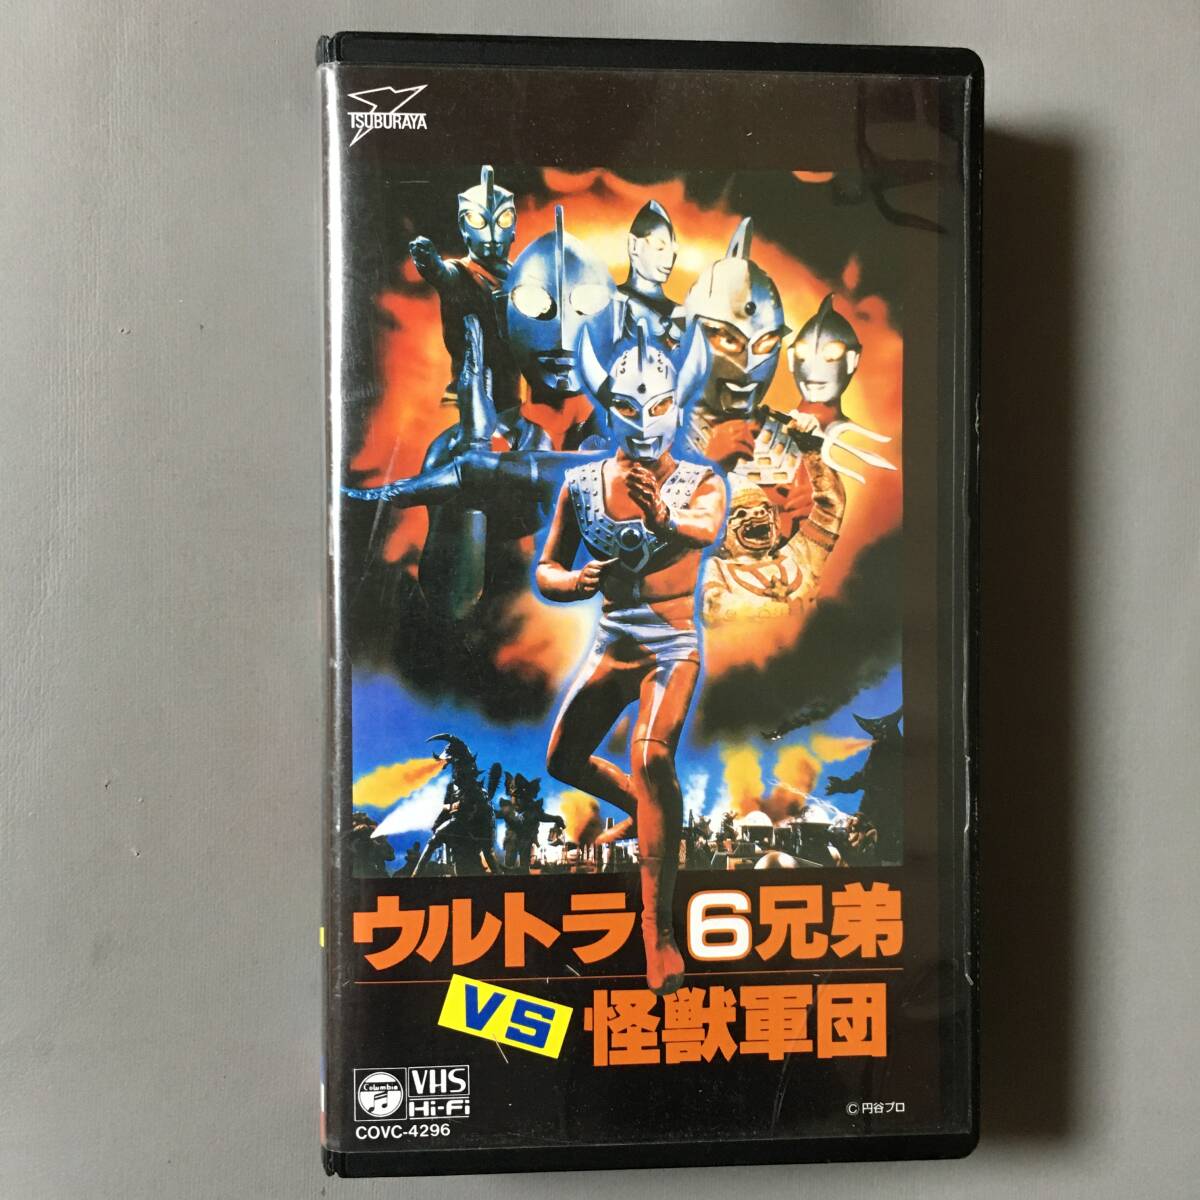 TSUBURAYA
ウルトラ6兄弟
VS 怪獣軍団
Columbia
VHS
Hi-Fi
COVC-4296
© 円谷プロ